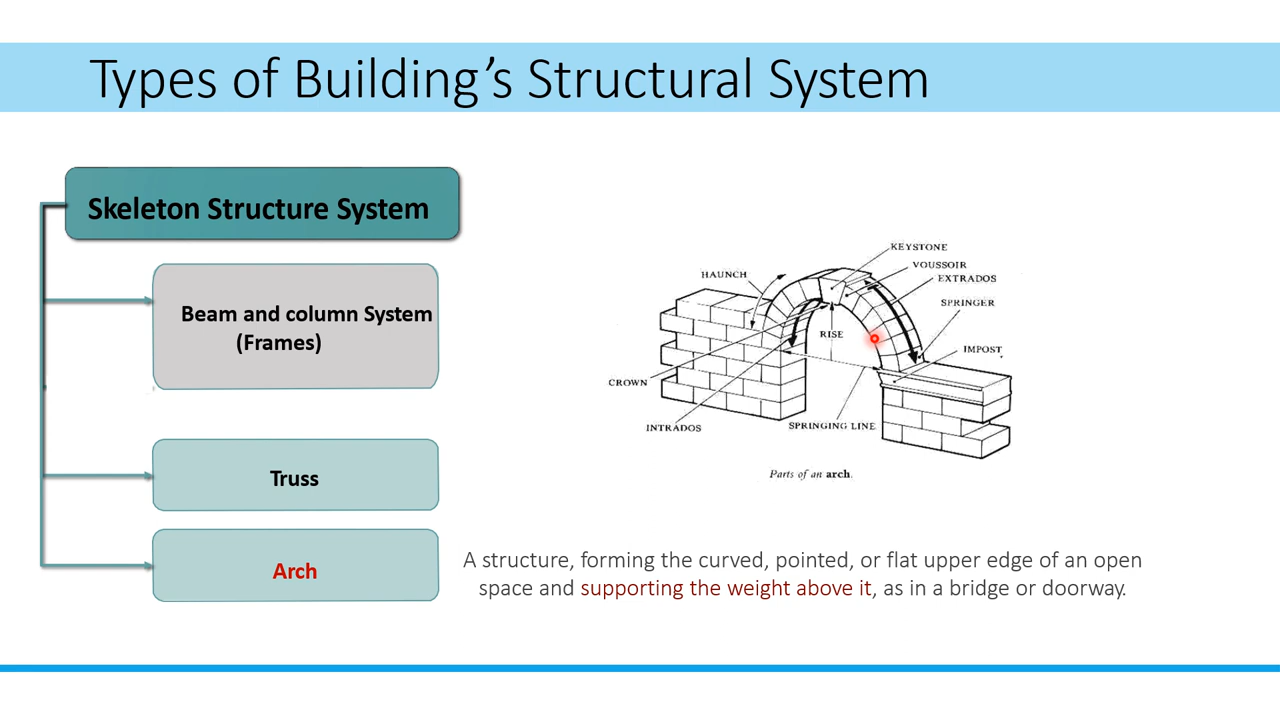 Types of Building’s Structural System
Skeleton Structure System
Beam and column System
(Frames)
Truss
Arch
KEYSTONE
VOUSSOIR
HAUNCH
EXTRADOS
SPRINGER
RISE
IMPOST
CROWN
INTRADOS
SPRINGING LINE
Parts of an arch.
A structure, forming the curved, pointed, or flat upper edge of an open
space and supporting the weight above it, as in a bridge or doorway.